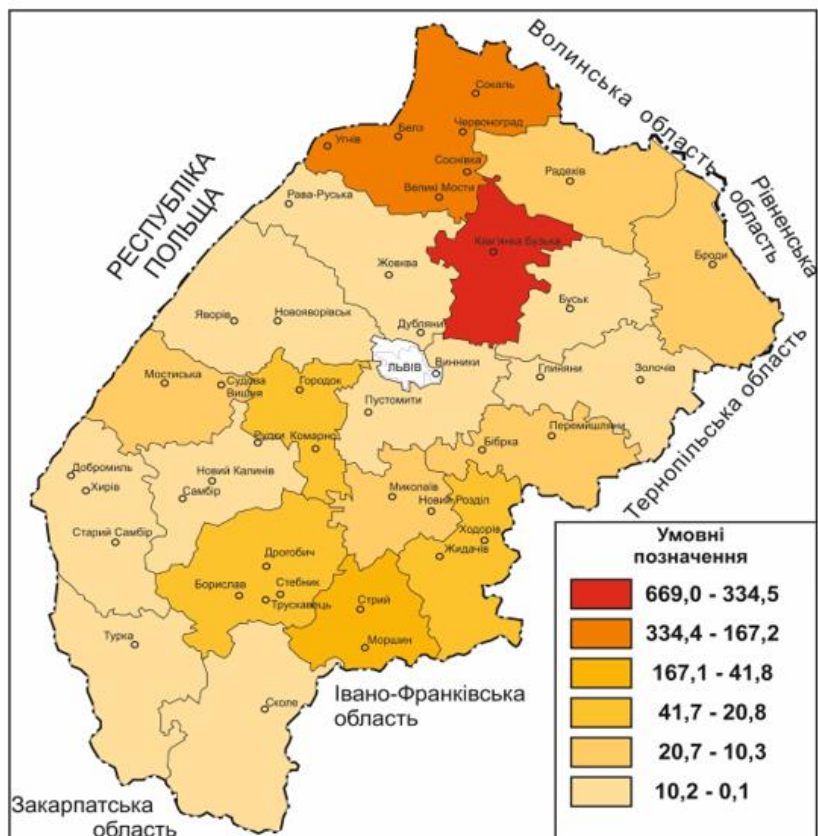 Волинська область
Сокаль
Червоноград
Белз
Угнів
Соснівка
Радехів
Великі Мости
Рівненська
область
Рава-Руська
РЕСПУБЛІКА
ПОЛЬЩА
Кам'янка Бузька
Броди
Жовква
Буськ
Яворів
Новояворівськ
Дубляни
ЛЬВІВ
Винники
Глиняни
Золочів
Мостиська
Судова
Вишня
Городок
Пустомити
Тернопільська область
Рудки
Комарно
Перемишляни
Бібрка
Добромиль
Хирів
Новий Калинів
Самбір
Миколаїв
Новий Розділ
Старий Самбір
Ходорів
Жидачів
Дрогобич
Борислав
Стебник
Трускавець
Стрий
Моршин
Турка
Сколе
Івано-Франківська
область
Закарпатська
область
Умовні
позначення
669,0 - 334,5
334,4 - 167,2
167,1 - 41,8
41,7 - 20,8
20,7 - 10,3
10,2 - 0,1